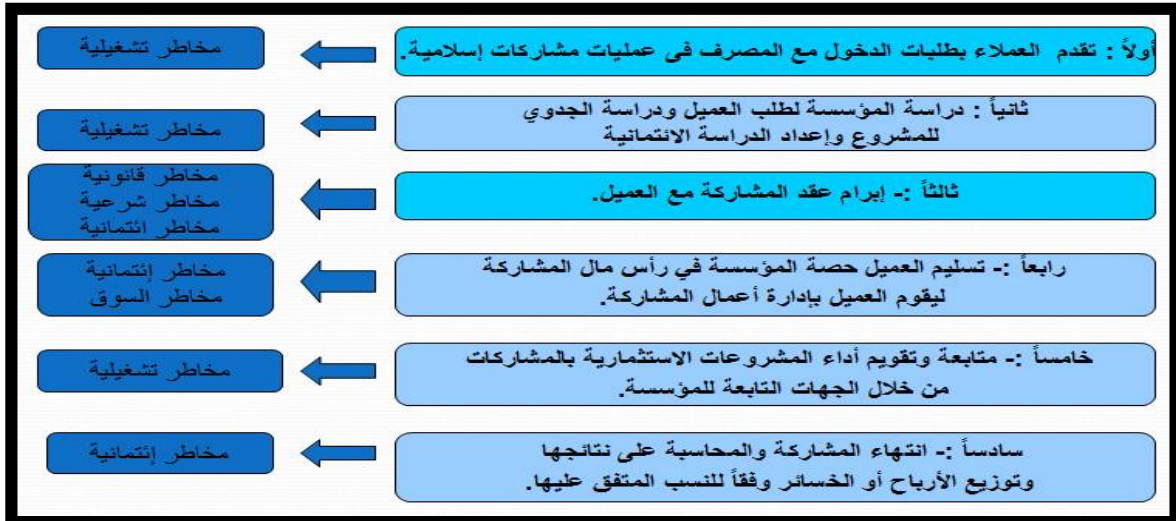 أولاً : تقدم العملاء بطلبات الدخول مع المصرف فى عمليات مشاركات إسلامية.
مخاطر تشغيلية
ثانياً : دراسة المؤسسة لطلب العميل ودراسة الجدوي
للمشروع وإعداد الدراسة الائتمانية
مخاطر تشغيلية
ثالثاً :- إبرام عقد المشاركة مع العميل.
مخاطر قانونية
مخاطر شرعية
مخاطر ائتمانية
رابعاً :- تسليم العميل حصة المؤسسة في رأس مال المشاركة
ليقوم العميل بإدارة أعمال المشاركة.
مخاطر إئتمانية
مخاطر السوق
خامساً :- متابعة وتقويم أداء المشروعات الاستثمارية بالمشاركات
من خلال الجهات التابعة للمؤسسة.
مخاطر تشغيلية
سادساً :- انتهاء المشاركة والمحاسبة على نتائجها
وتوزيع الأرباح أو الخسائر وفقاً للنسب المتفق عليها.
مخاطر إئتمانية